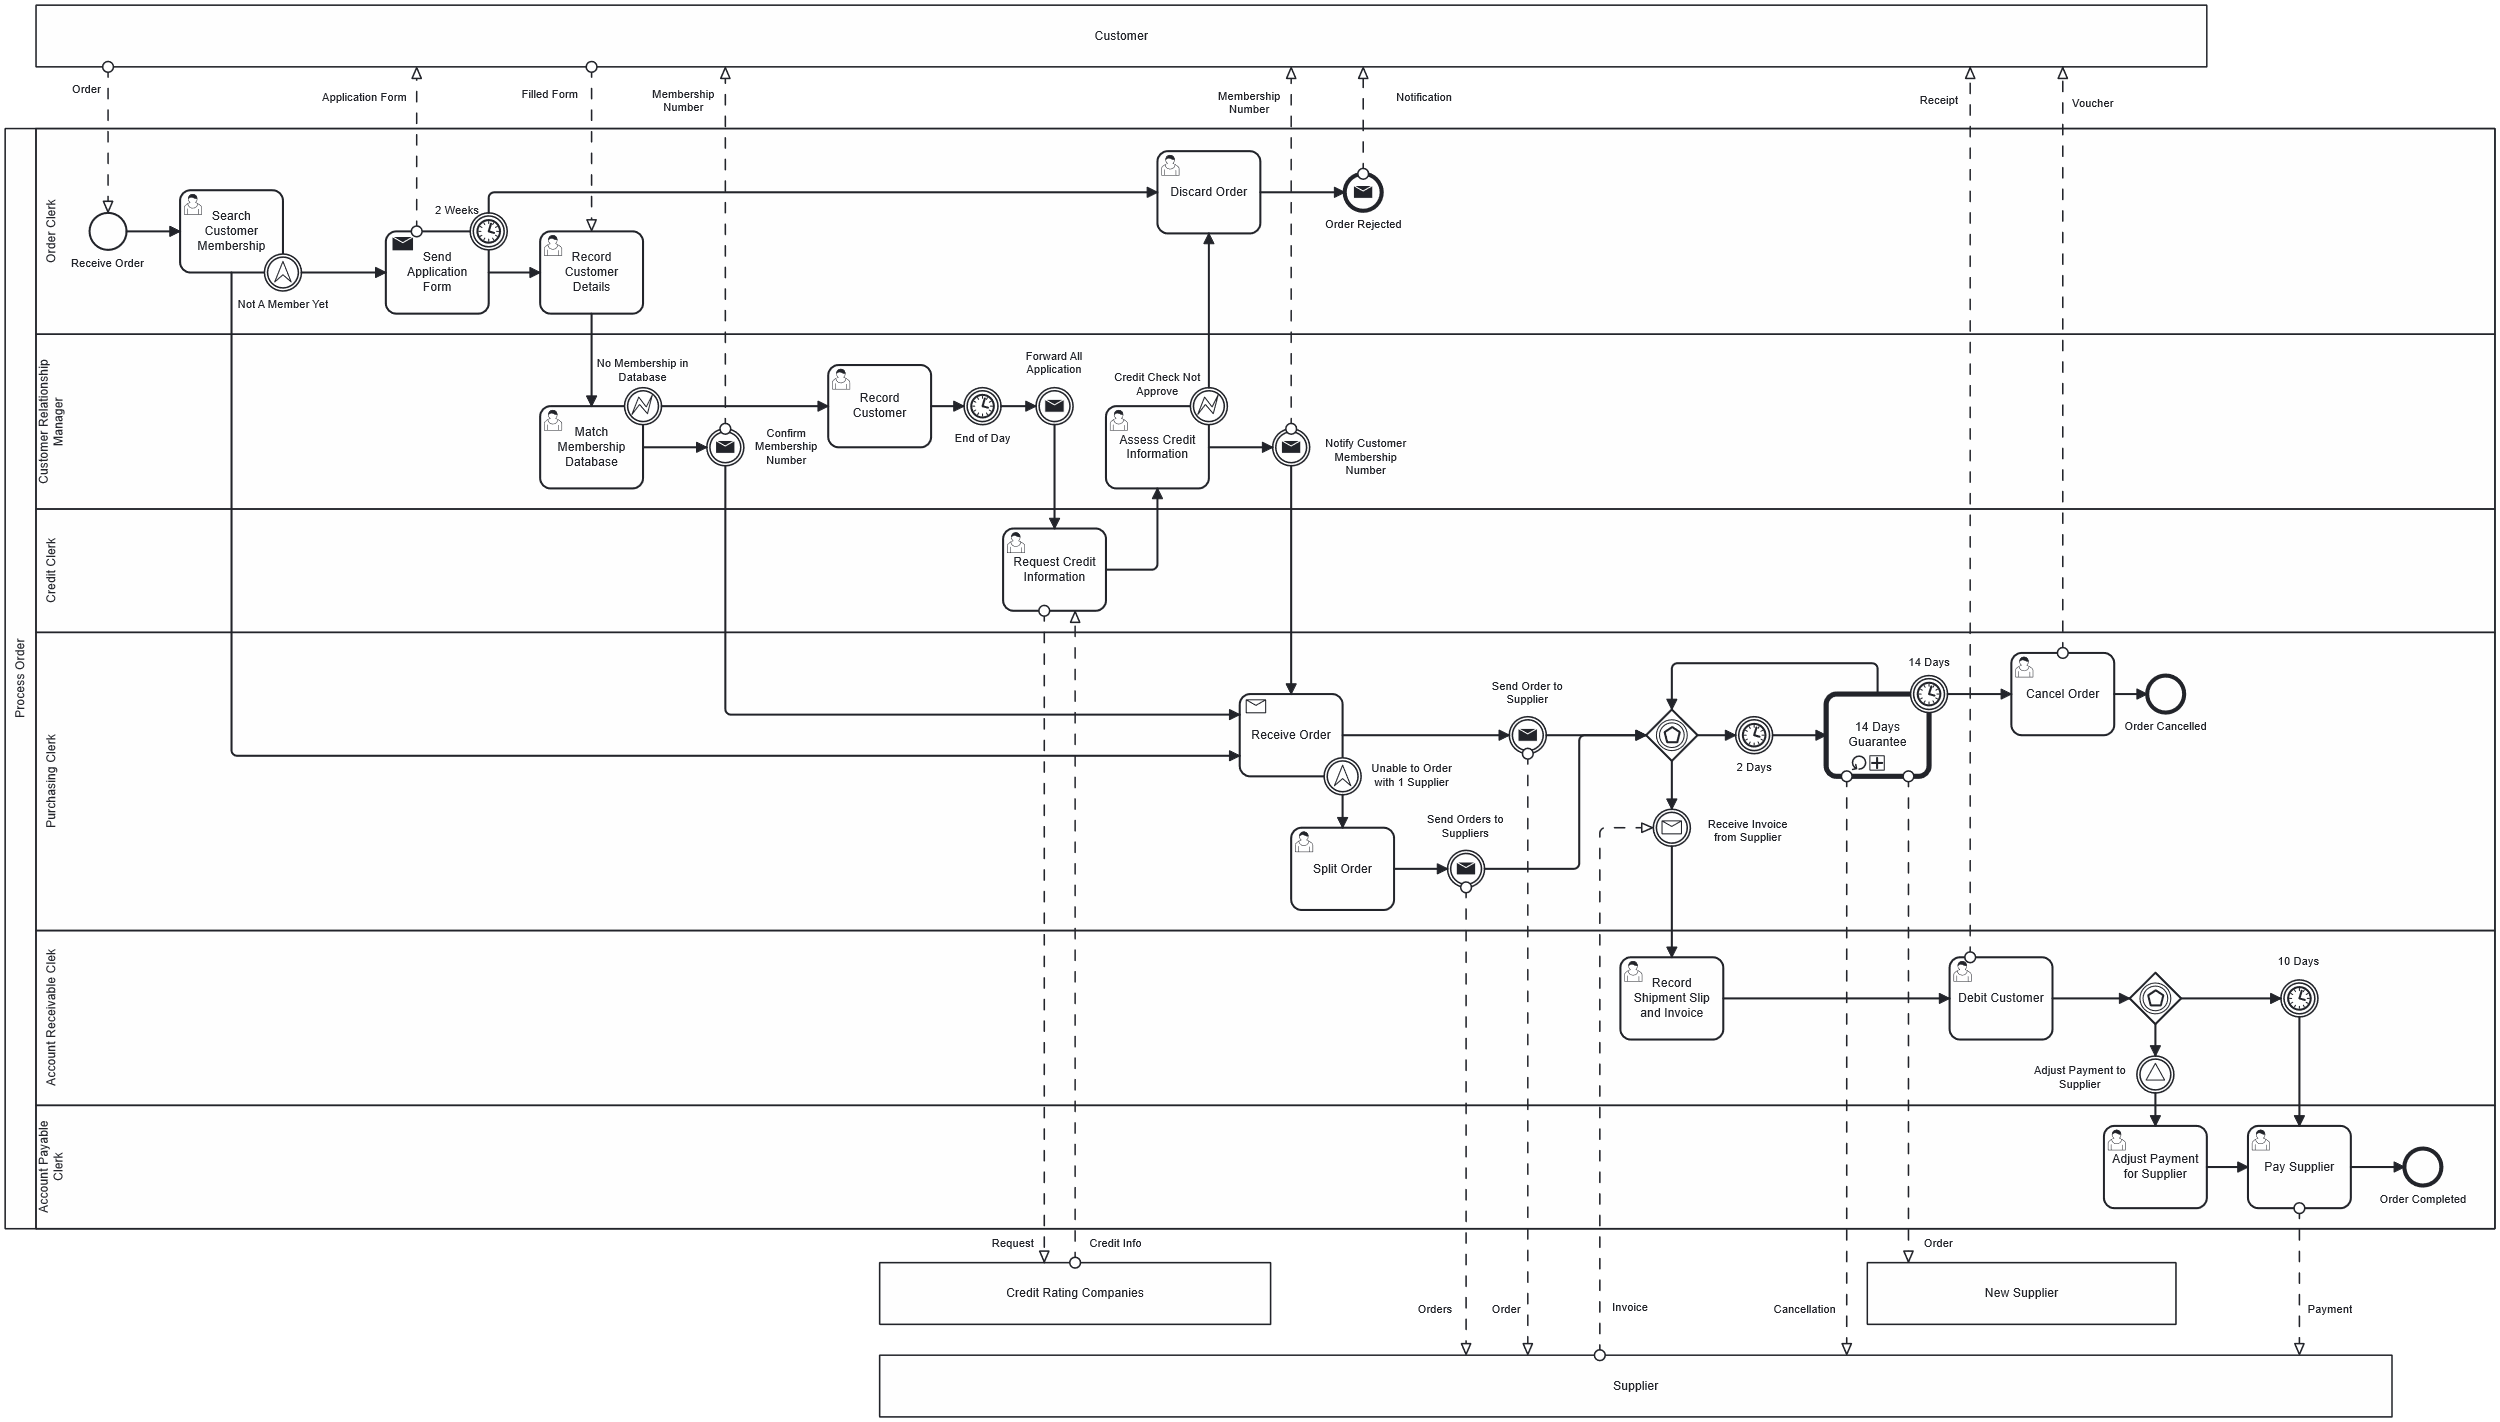 Customer
Order
Application Form
Filled Form
Membership
Number
Membership
Number
Notification
Receipt
Voucher
Process Order
Order Clerk
Receive Order
Search
Customer
Membership
Not A Member Yet
2 Weeks
Send
Application
Form
Record
Customer
Details
Discard Order
Order Rejected
Customer Relationship
Manager
No Membership in
Database
Match
Membership
Database
Confirm
Membership
Number
Record
Customer
End of Day
Forward All
Application
Credit Check Not
Approve
Assess Credit
Information
Notify Customer
Membership
Number
Credit Clerk
Request Credit
Information
Purchasing Clerk
Receive Order
Unable to Order
with 1 Supplier
Split Order
Send Order to
Supplier
Send Orders to
Suppliers
2 Days
Receive Invoice
from Supplier
14 Days
14 Days
Guarantee
Cancel Order
Order Cancelled
Account Receivable Clek
Record
Shipment Slip
and Invoice
Debit Customer
10 Days
Adjust Payment to
Supplier
Account Payable
Clerk
Adjust Payment
for Supplier
Pay Supplier
Order Completed
Request
Credit Info
Order
Credit Rating Companies
New Supplier
Orders
Order
Invoice
Cancellation
Payment
Supplier